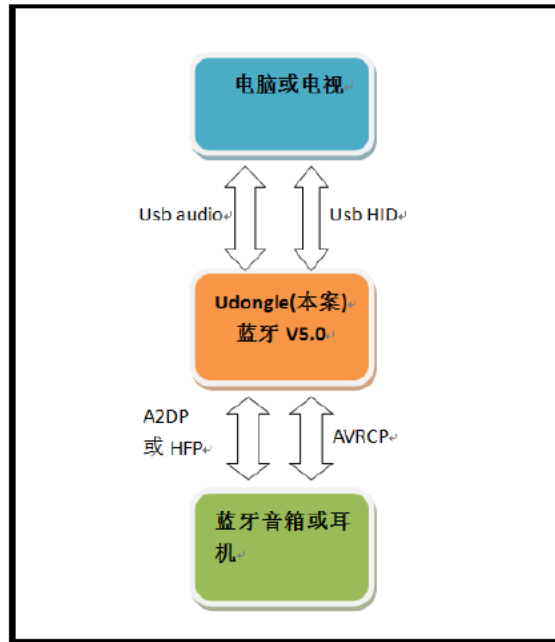 电脑或电视
Usb audio
Usb HID
Udongle(本案)
蓝牙 V5.0
A2DP
或 HFP
AVRCP
蓝牙音箱或耳
机